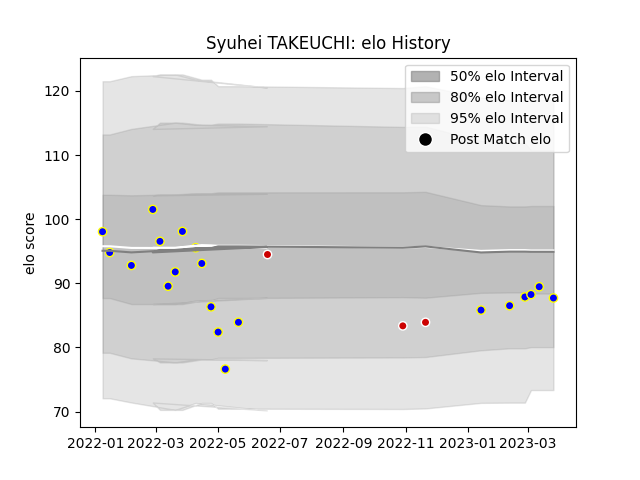 Syuhei TAKEUCHI: elo History
50% elo Interval
80% elo Interval
95% elo Interval
Post Match elo
elo score
120
110
100
90
80
70
2022-01 2022-03 2022-05 2022-07 2022-09 2022-11 2023-01 2023-03